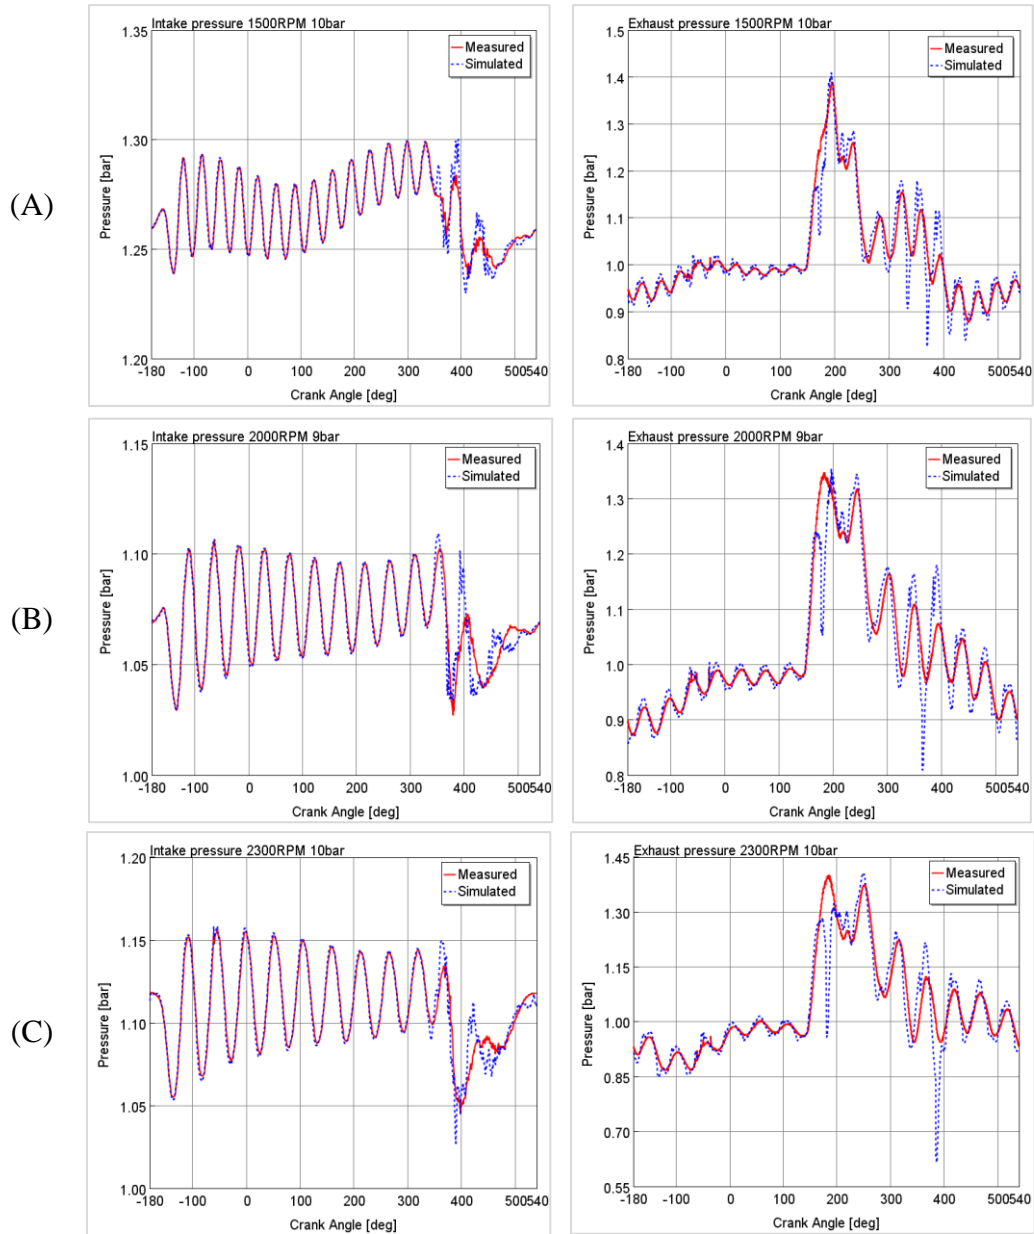 (A)
Intake pressure 1500RPM 10bar
Measured
Simulated
1.35
1.30
1.25
1.20
Pressure [bar]
-180 -100 0 100 200 300 400 500540
Crank Angle [deg]
Exhaust pressure 1500RPM 10bar
Measured
Simulated
1.5
1.4
1.3
1.2
1.1
1.0
0.9
0.8
Pressure [bar]
-180 -100 0 100 200 300 400 500540
Crank Angle [deg]
(B)
Intake pressure 2000RPM 9bar
Measured
Simulated
1.15
1.10
1.05
1.00
Pressure [bar]
-180 -100 0 100 200 300 400 500540
Crank Angle [deg]
Exhaust pressure 2000RPM 9bar
Measured
Simulated
1.4
1.3
1.2
1.1
1.0
0.9
0.8
Pressure [bar]
-180 -100 0 100 200 300 400 500540
Crank Angle [deg]
(C)
Intake pressure 2300RPM 10bar
Measured
Simulated
1.20
1.15
1.10
1.05
1.00
Pressure [bar]
-180 -100 0 100 200 300 400 500540
Crank Angle [deg]
Exhaust pressure 2300RPM 10bar
Measured
Simulated
1.45
1.30
1.15
1.00
0.85
0.70
0.55
Pressure [bar]
-180 -100 0 100 200 300 400 500540
Crank Angle [deg]